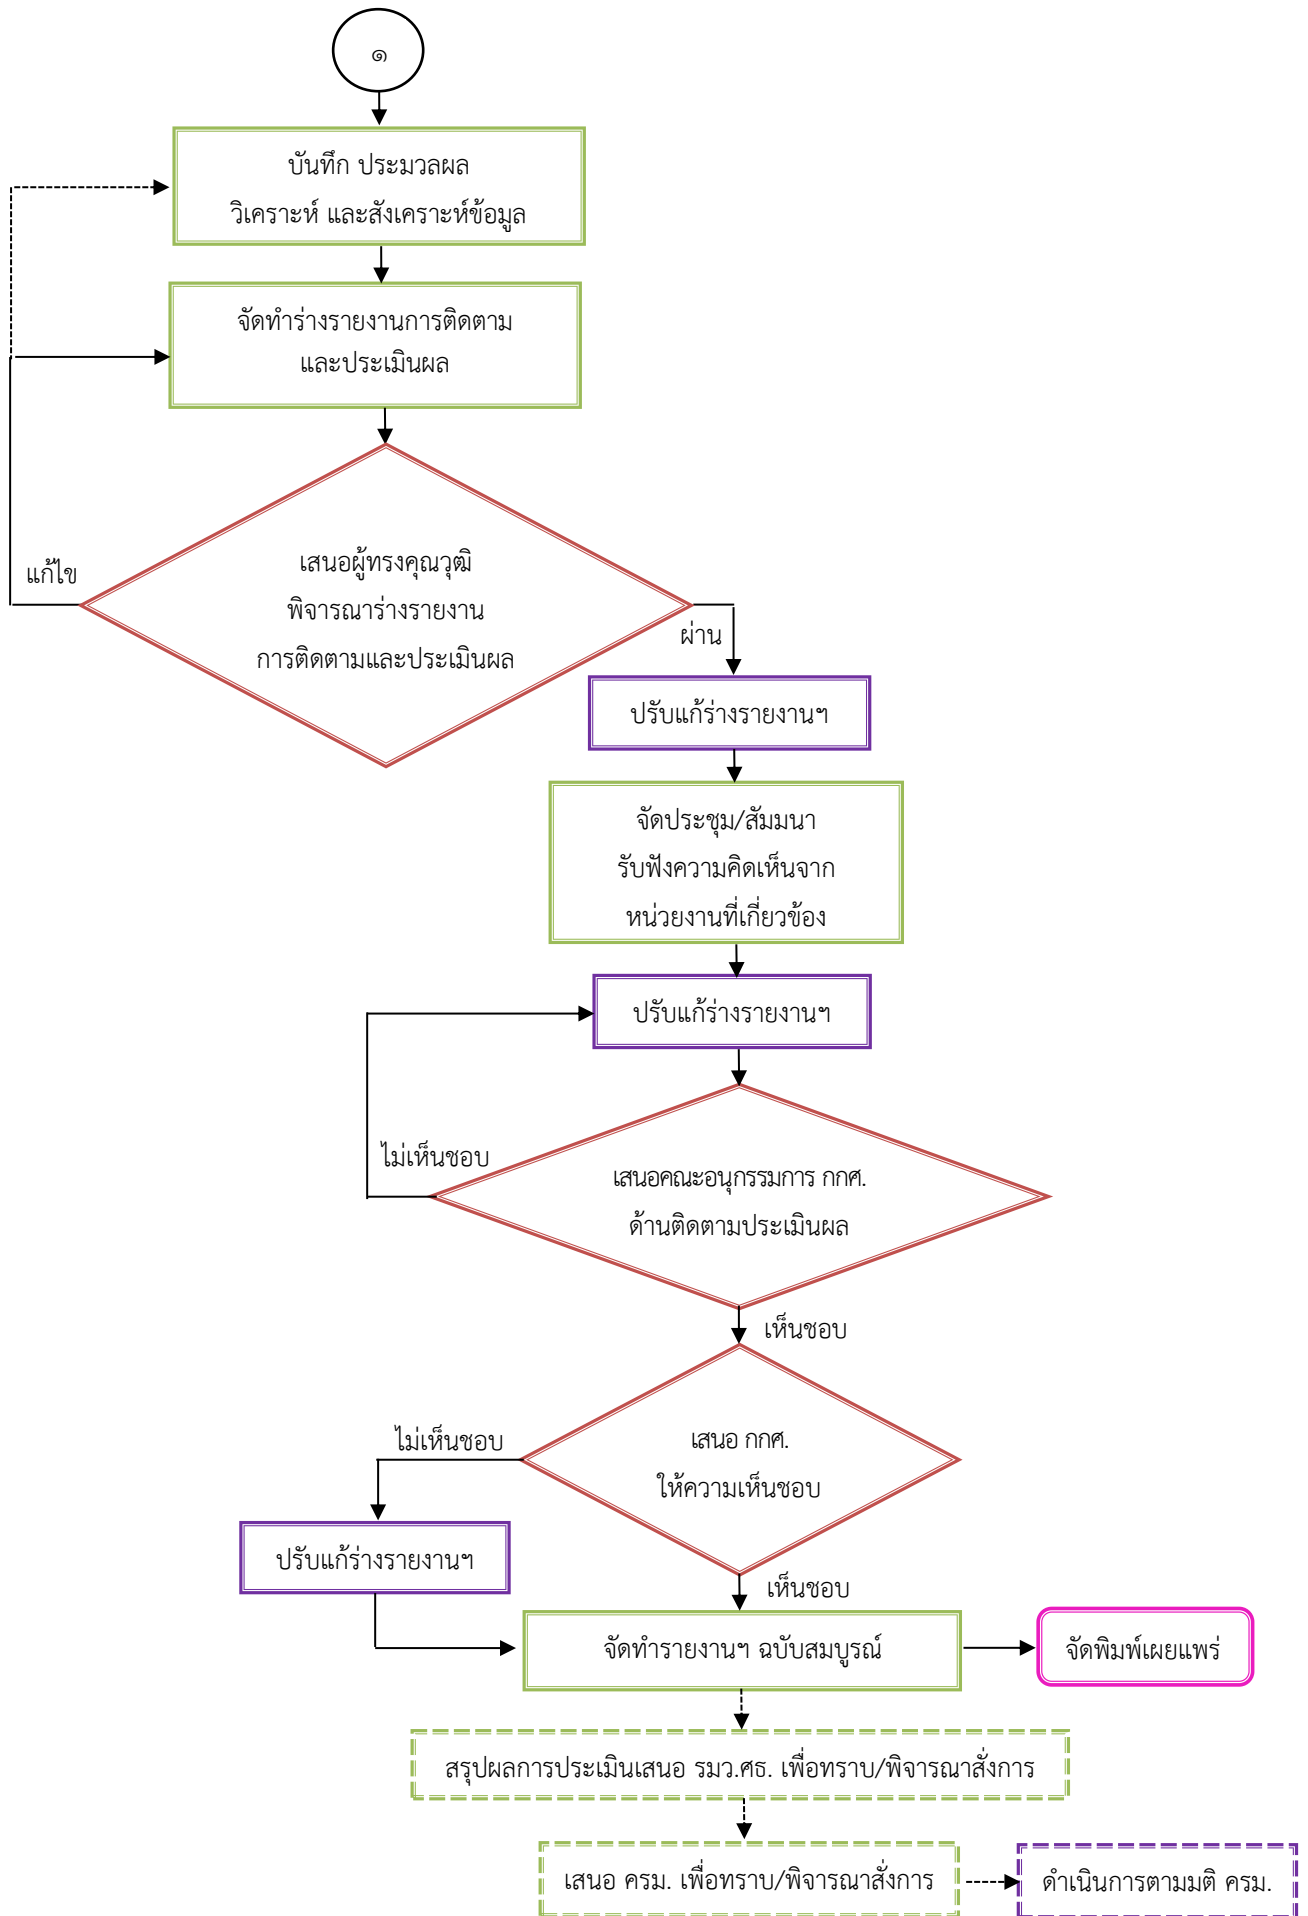 ๑
บันทึก ประมวลผล
วิเคราะห์ และสังเคราะห์ข้อมูล
จัดทำร่างรายงานการติดตาม
และประเมินผล
แก้ไข
เสนอผู้ทรงคุณวุฒิ
พิจารณาร่างรายงาน
การติดตามและประเมินผล
ผ่าน
ปรับแก้ร่างรายงานฯ
จัดประชุม/สัมมนา
รับฟังความคิดเห็นจาก
หน่วยงานที่เกี่ยวข้อง
ปรับแก้ร่างรายงานฯ
ไม่เห็นชอบ
เสนอคณะอนุกรรมการ กกศ.
ด้านติดตามประเมินผล
เห็นชอบ
ไม่เห็นชอบ
เสนอ กกศ.
ให้ความเห็นชอบ
ปรับแก้ร่างรายงานฯ
เห็นชอบ
จัดทำรายงานฯ ฉบับสมบูรณ์
จัดพิมพ์เผยแพร่
สรุปผลการประเมินเสนอ รมว.ศธ. เพื่อทราบ/พิจารณาสั่งการ
เสนอ ครม. เพื่อทราบ/พิจารณาสั่งการ
ดำเนินการตามมติ ครม.